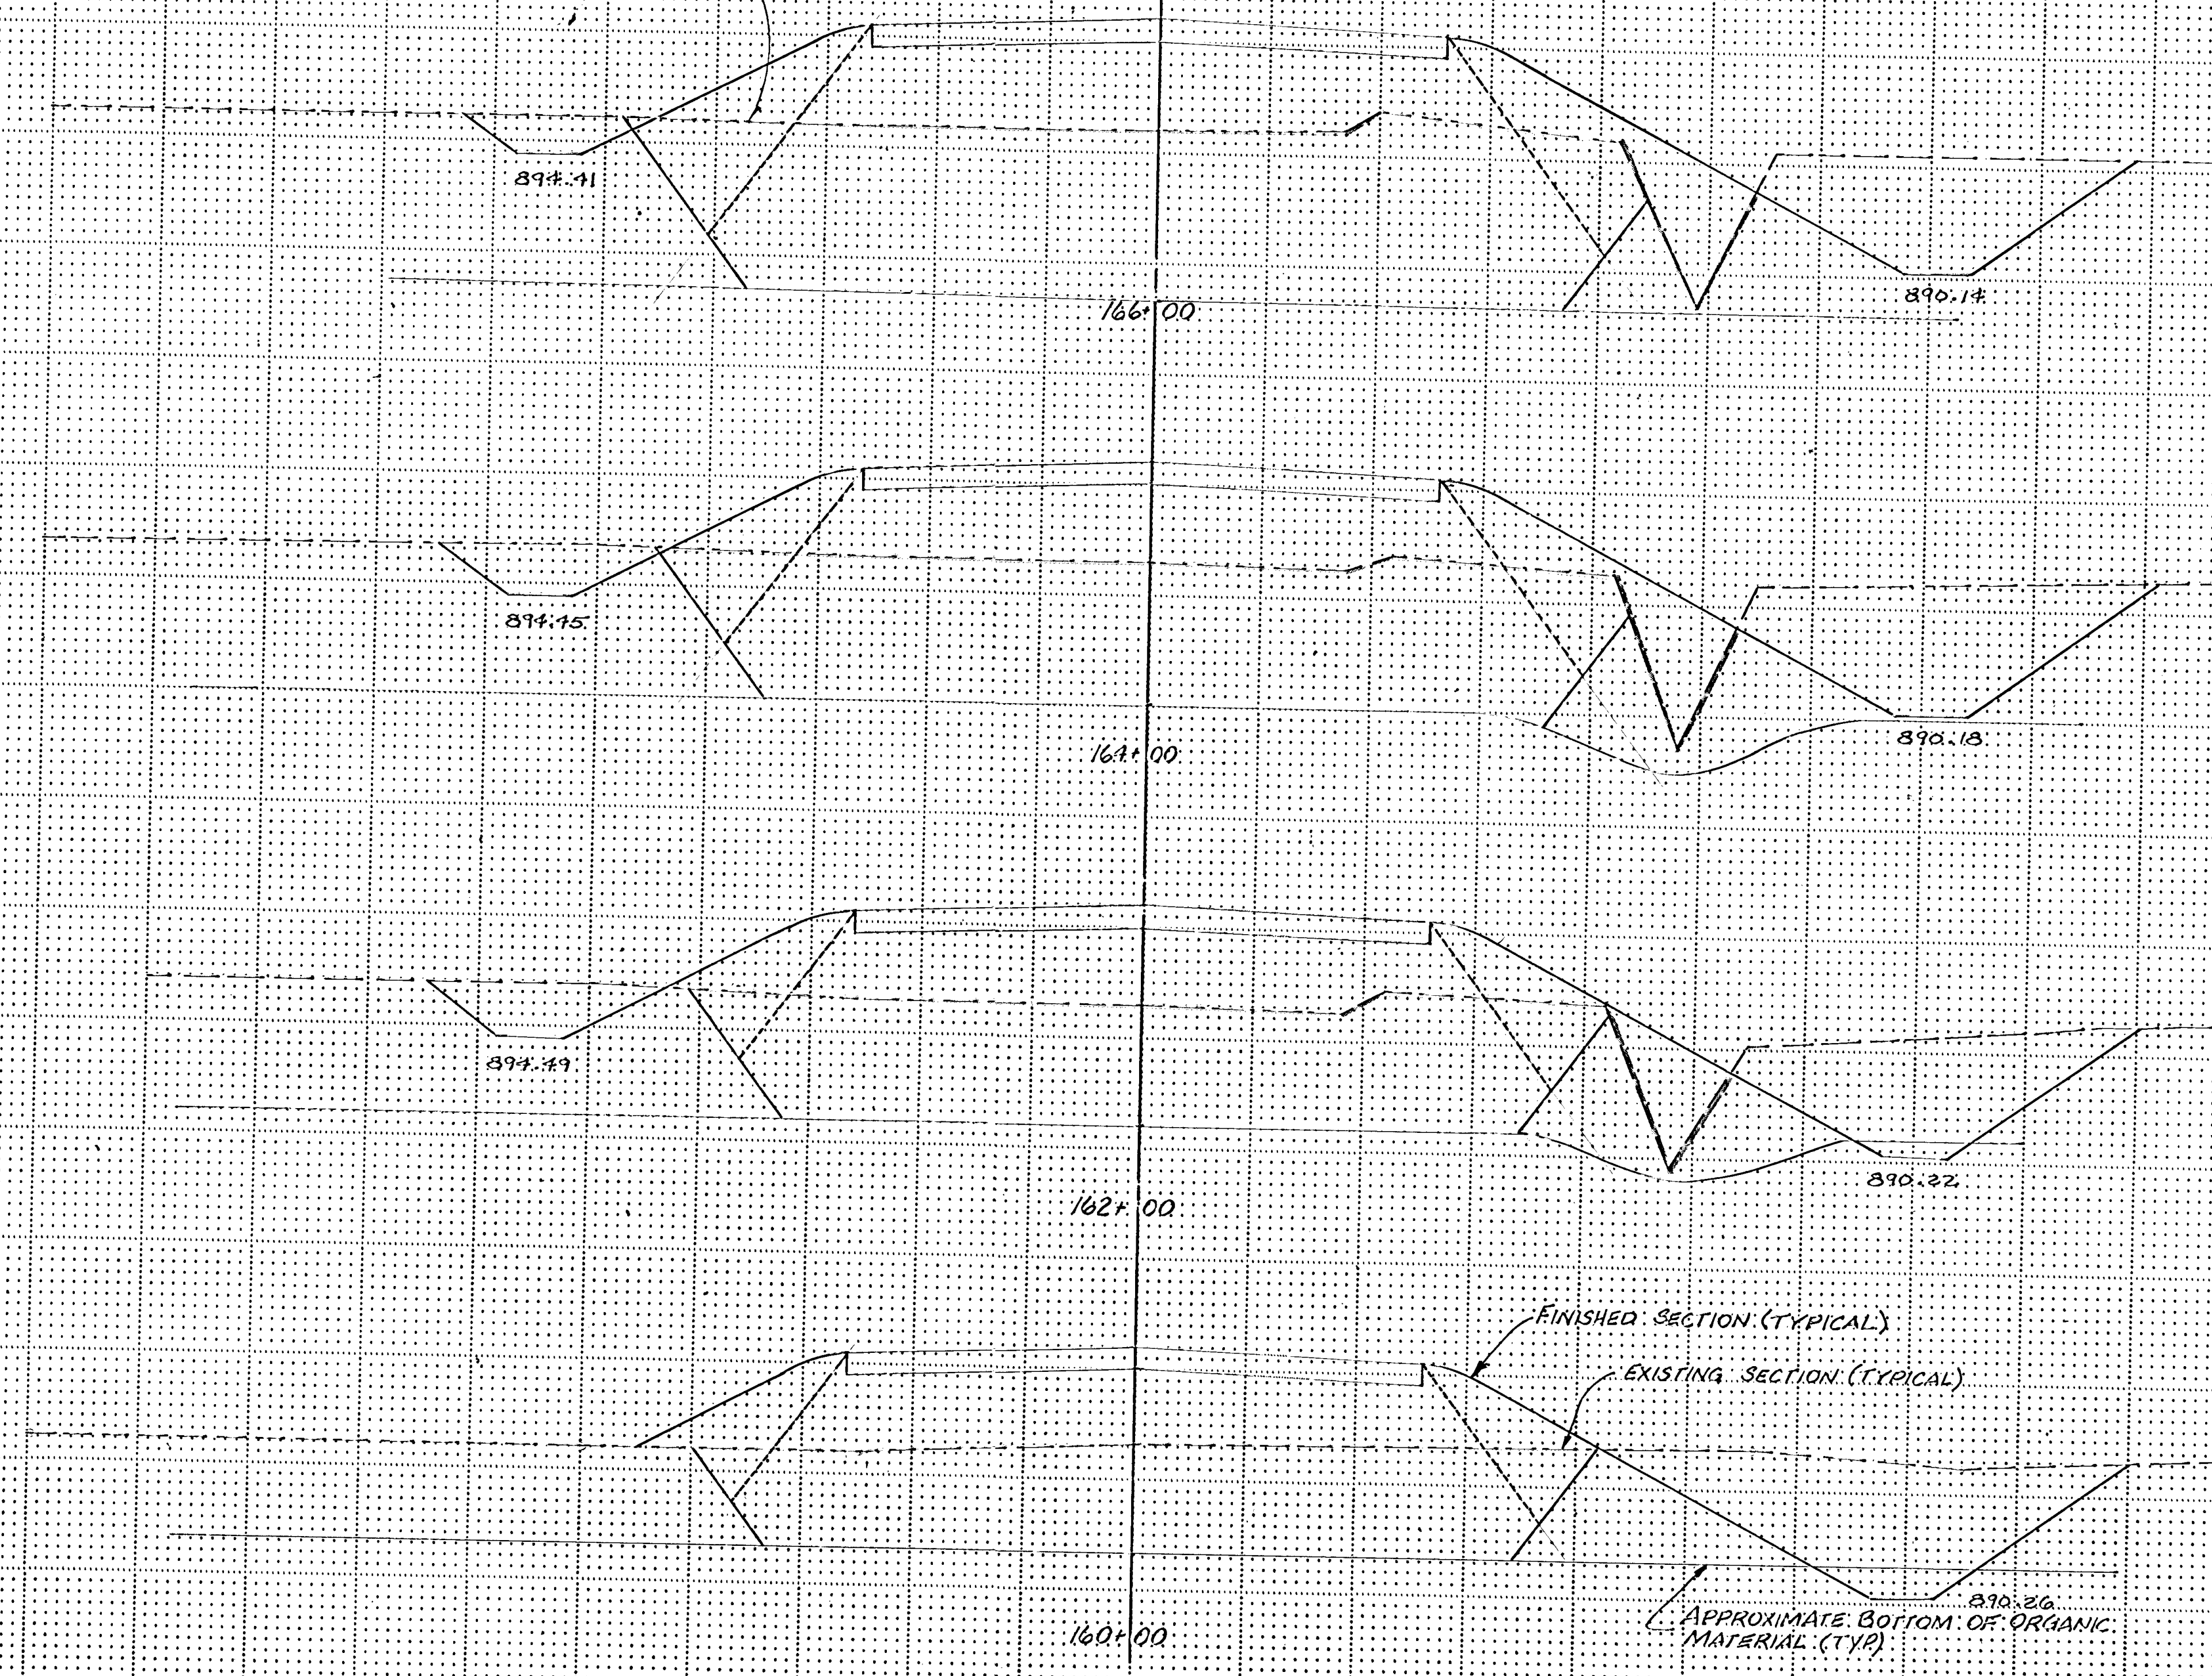 894.41
890.14
166+00
894.45
890.18
164+00
894.49
890.22
162+00
FINISHED SECTION (TYPICAL)
EXISTING SECTION (TYPICAL)
890.26
APPROXIMATE BOTTOM OF ORGANIC
MATERIAL (TYP)
160+00